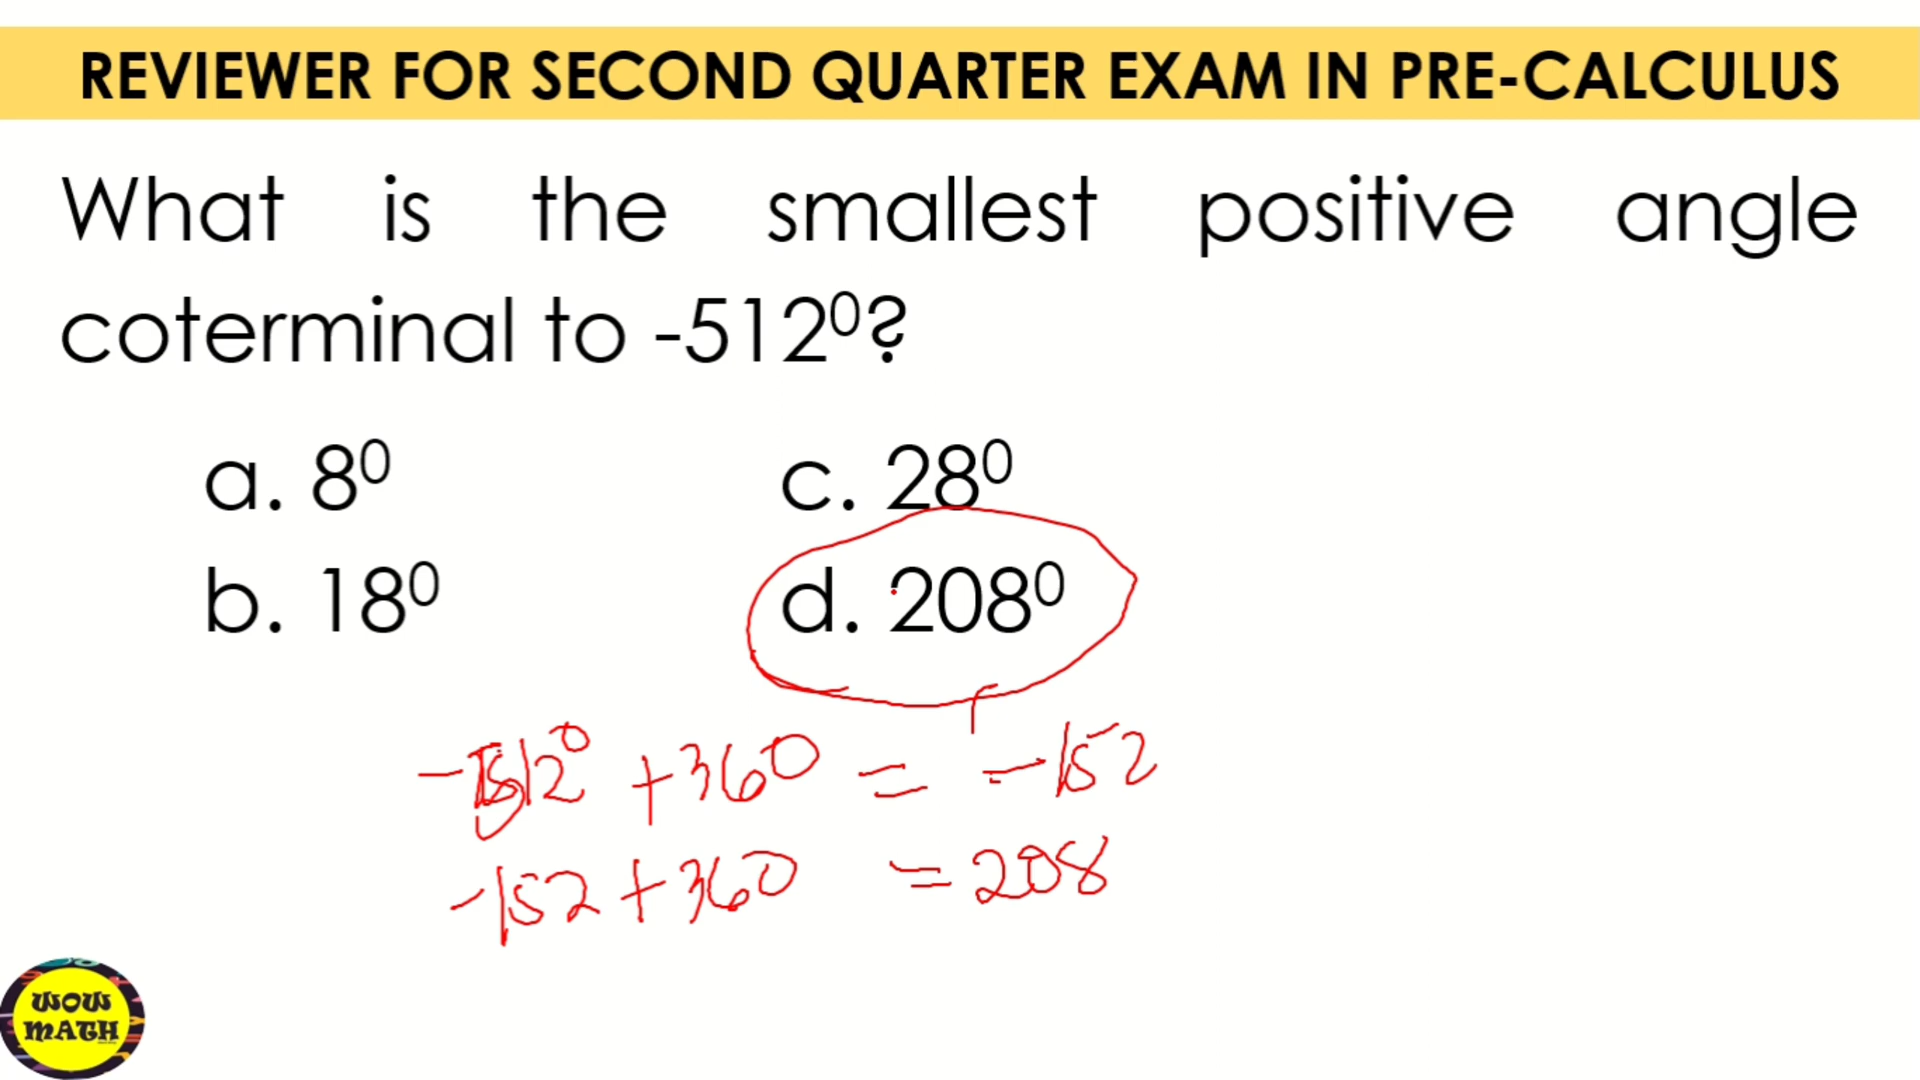 REVIEWER FOR SECOND QUARTER EXAM IN PRE-CALCULUS
What is the smallest positive angle
coterminal to -512⁰?
a. 8⁰
c. 28⁰
b. 18⁰
d. 208⁰
-512⁰ +360 = -152
-152+360 = 208
WOW
MATH